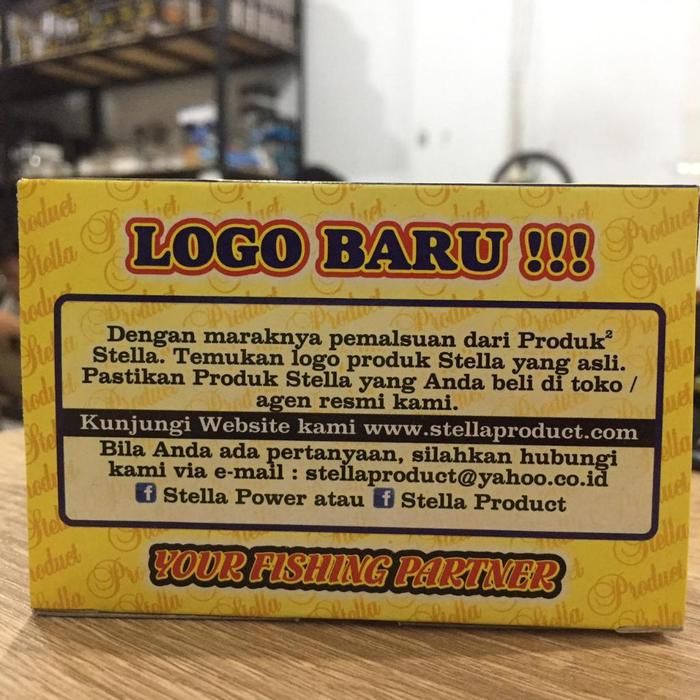 LOGO BARU !!!
Dengan maraknya pemalsuan dari Produk²
Stella. Temukan logo produk Stella yang asli.
Pastikan Produk Stella yang Anda beli di toko /
agen resmi kami.
Kunjungi Website kami www.stellaproduct.com
Bila Anda ada pertanyaan, silahkan hubungi
kami via e-mail : stellaproduct@yahoo.co.id
f Stella Power atau f Stella Product
YOUR FISHING PARTNER